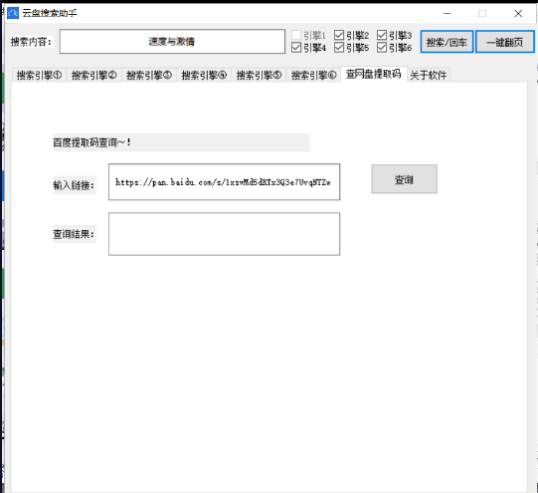 云盘搜索助手
搜索内容: 速度与激情 引擎1 引擎2 引擎3 搜索/回车 一键翻页
引擎4 引擎5 引擎6
搜索引擎① 搜索引擎② 搜索引擎③ 搜索引擎④ 搜索引擎⑤ 搜索引擎⑥ 查网盘提取码 关于软件
百度提取码查询~!
输入链接: https://pan.baidu.com/s/1xswMd5dKTx3Q3e7UvqNTZw 查询
查询结果: